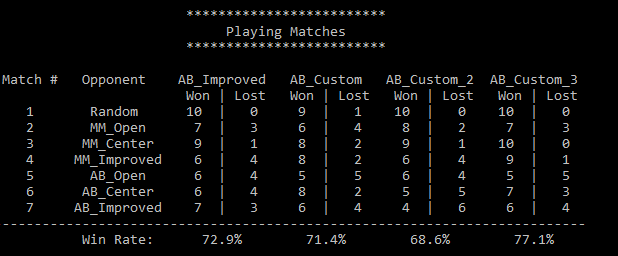 *************************
Playing Matches
*************************
Match # Opponent AB_Improved AB_Custom AB_Custom_2 AB_Custom_3
Won | Lost Won | Lost Won | Lost Won | Lost
1 Random 10 | 0 9 | 1 10 | 0 10 | 0
2 MM_Open 7 | 3 6 | 4 8 | 2 7 | 3
3 MM_Center 9 | 1 8 | 2 9 | 1 10 | 0
4 MM_Improved 6 | 4 8 | 2 6 | 4 9 | 1
5 AB_Open 6 | 4 5 | 5 6 | 4 5 | 5
6 AB_Center 6 | 4 8 | 2 5 | 5 7 | 3
7 AB_Improved 7 | 3 6 | 4 4 | 6 6 | 4
--------------------------------------------------------------------------
Win Rate: 72.9% 71.4% 68.6% 77.1%